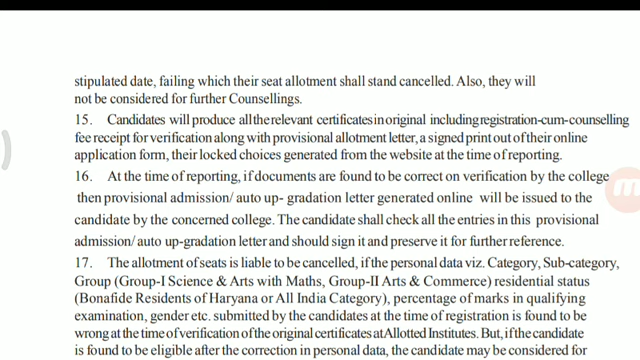 stipulated date, failing which their seat allotment shall stand cancelled. Also, they will
not be considered for further Counsellings.
15. Candidates will produce all the relevant certificates in original including registration-cum-counselling
fee receipt for verification along with provisional allotment letter, a signed print out of their online
application form, their locked choices generated from the website at the time of reporting.
16. At the time of reporting, if documents are found to be correct on verification by the college
then provisional admission/ auto up- gradation letter generated online will be issued to the
candidate by the concerned college. The candidate shall check all the entries in this provisional
admission/ auto up-gradation letter and should sign it and preserve it for further reference.
17. The allotment of seats is liable to be cancelled, if the personal data viz. Category, Sub-category,
Group (Group-I Science & Arts with Maths, Group-II Arts & Commerce) residential status
(Bonafide Residents of Haryana or All India Category), percentage of marks in qualifying
examination, gender etc. submitted by the candidates at the time of registration is found to be
wrong at the time of verification of the original certificates at Allotted Institutes. But, if the candidate
is found to be eligible after the correction in personal data, the candidate may be considered for